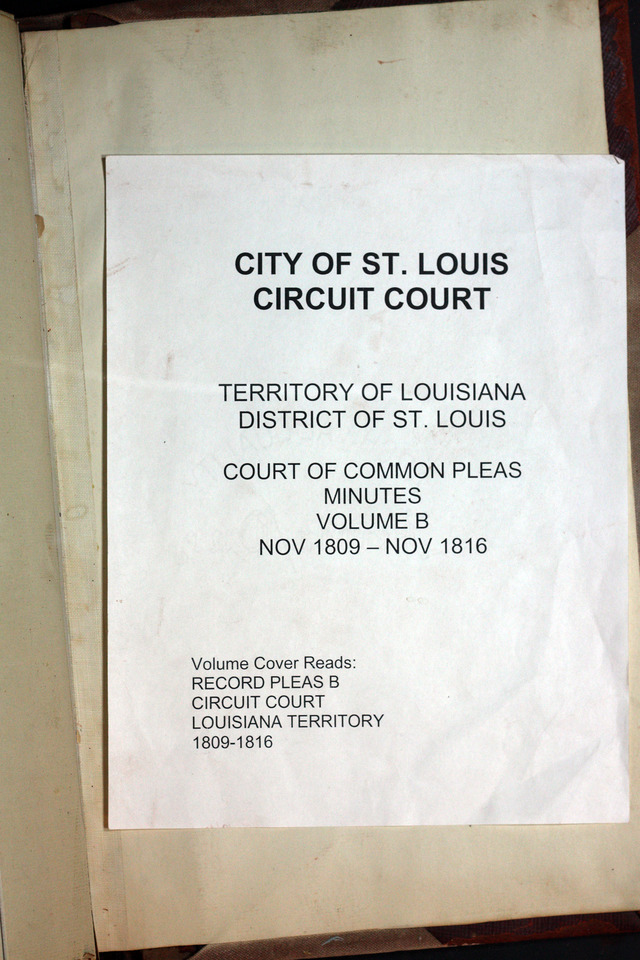 CITY OF ST. LOUIS
CIRCUIT COURT
TERRITORY OF LOUISIANA
DISTRICT OF ST. LOUIS
COURT OF COMMON PLEAS
MINUTES
VOLUME B
NOV 1809 – NOV 1816
Volume Cover Reads:
RECORD PLEAS B
CIRCUIT COURT
LOUISIANA TERRITORY
1809-1816